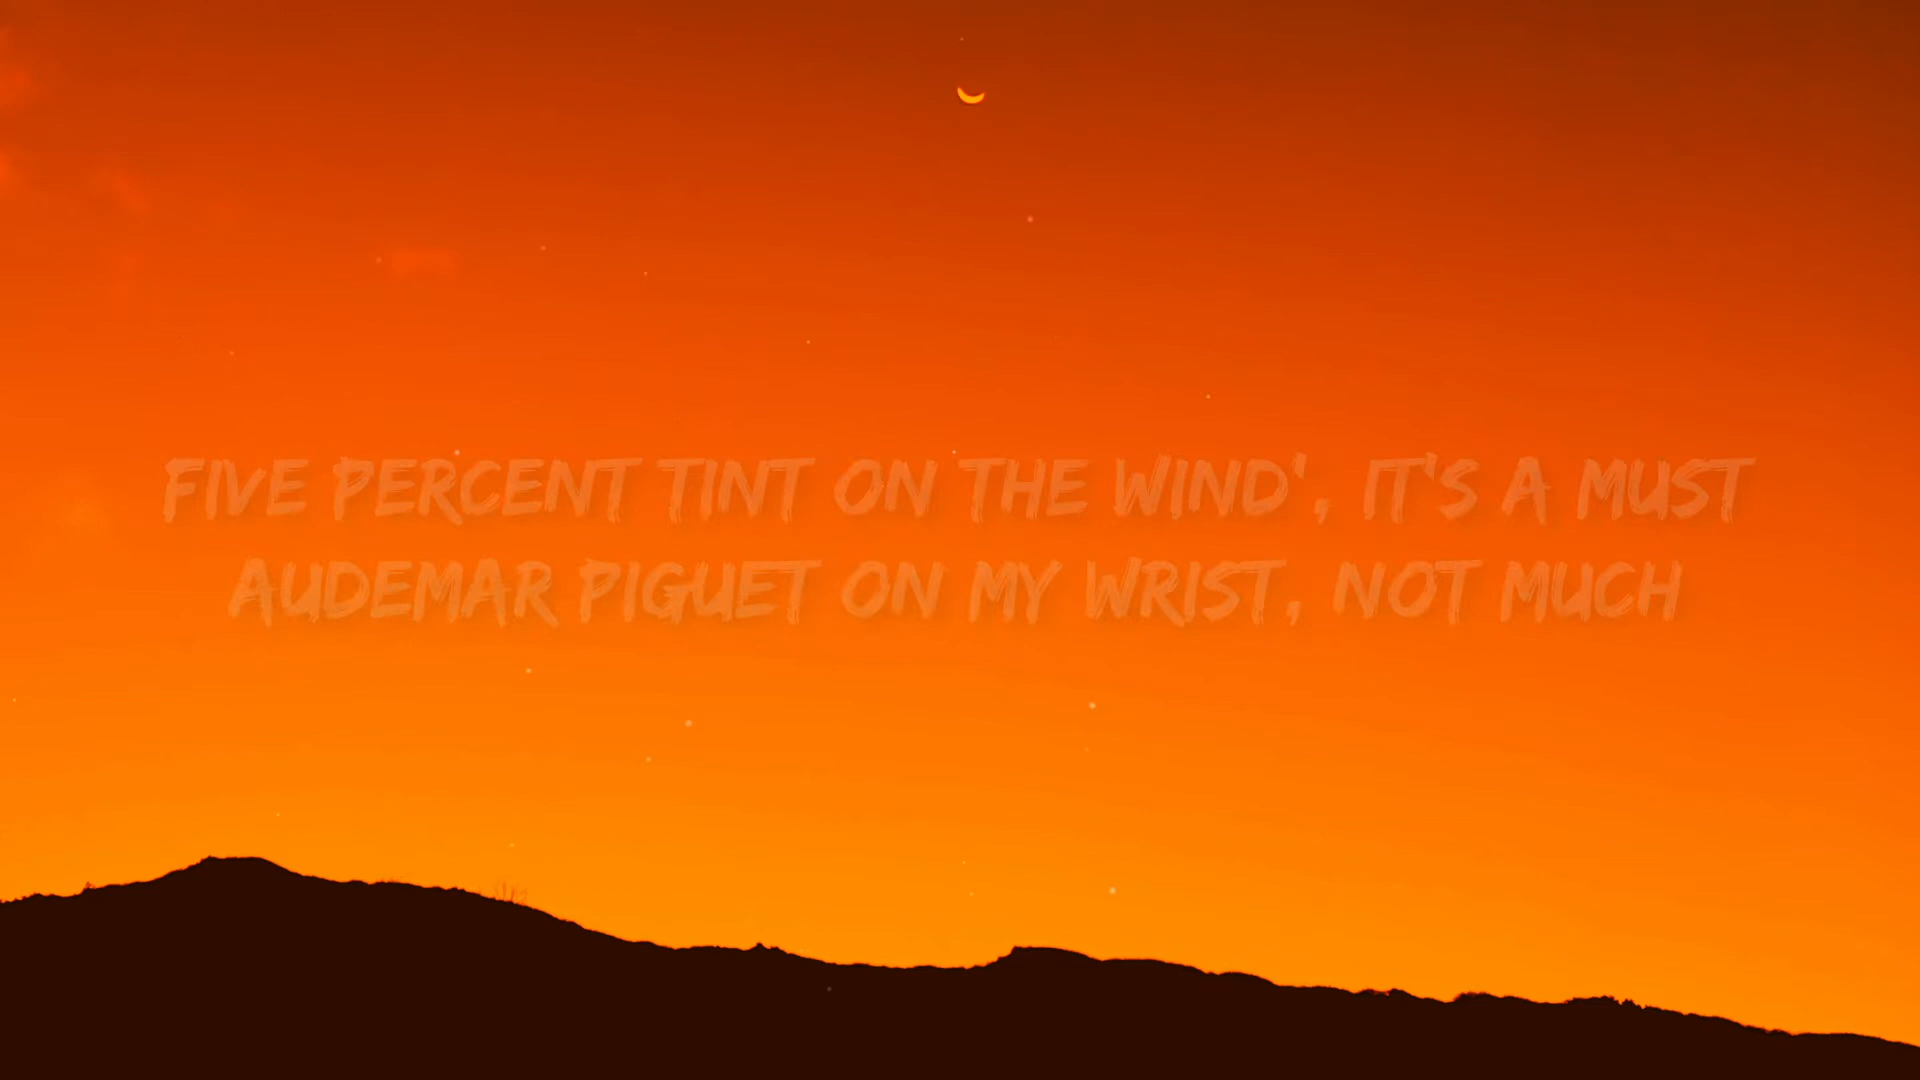 FIVE PERCENT TINT ON THE WIND', IT'S A MUST
AUDEMAR PIGUET ON MY WRIST, NOT MUCH